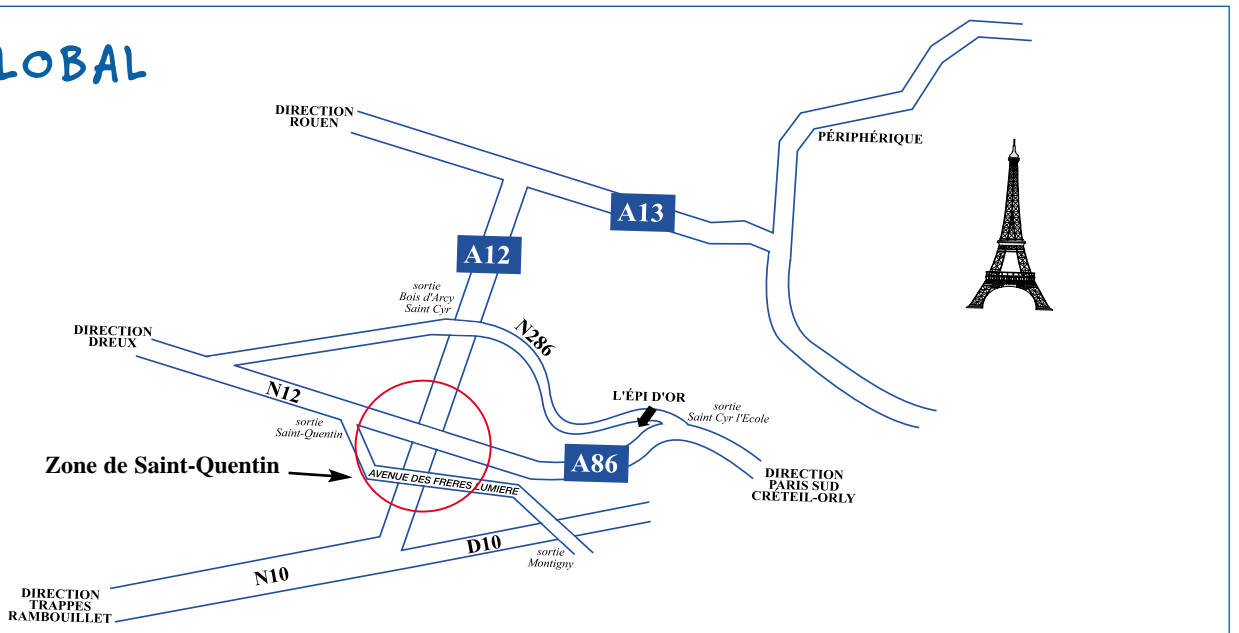 LOBAL
DIRECTION
ROUEN
PÉRIPHÉRIQUE
A13
A12
sortie
Bois d'Arcy
Saint Cyr
DIRECTION
DREUX
N286
N12
L'ÉPI D'OR
sortie
Saint Cyr l'Ecole
sortie
Saint-Quentin
Zone de Saint-Quentin
A86
AVENUE DES FRERES LUMIERE
DIRECTION
PARIS SUD
CRÉTEIL-ORLY
D10
sortie
Montigny
N10
DIRECTION
TRAPPES
RAMBOUILLET